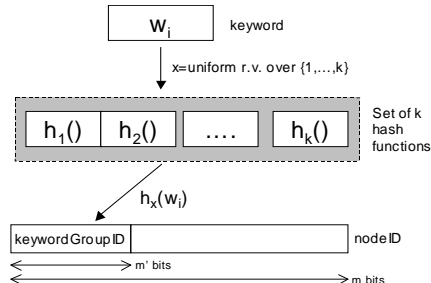 w_i keyword
x=uniform r.v. over {1,...,k}
h_1() h_2() .... h_k()
Set of k
hash
functions
h_x(w_i)
keywordGroupID nodeID
m' bits
m bits